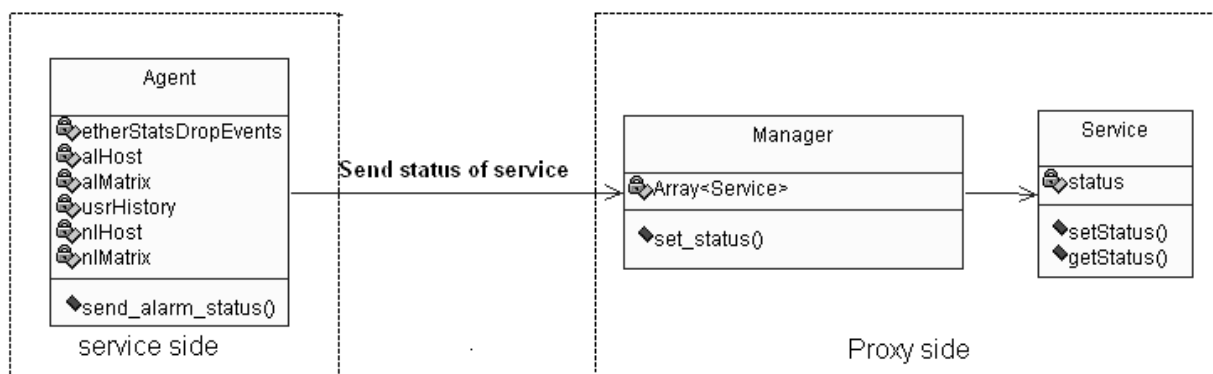 Agent
etherStatsDropEvents
alHost
alMatrix
usrHistory
nlHost
nlMatrix
send_alarm_status()
service side
Send status of service
Manager
Array<Service>
set_status()
Service
status
setStatus()
getStatus()
Proxy side